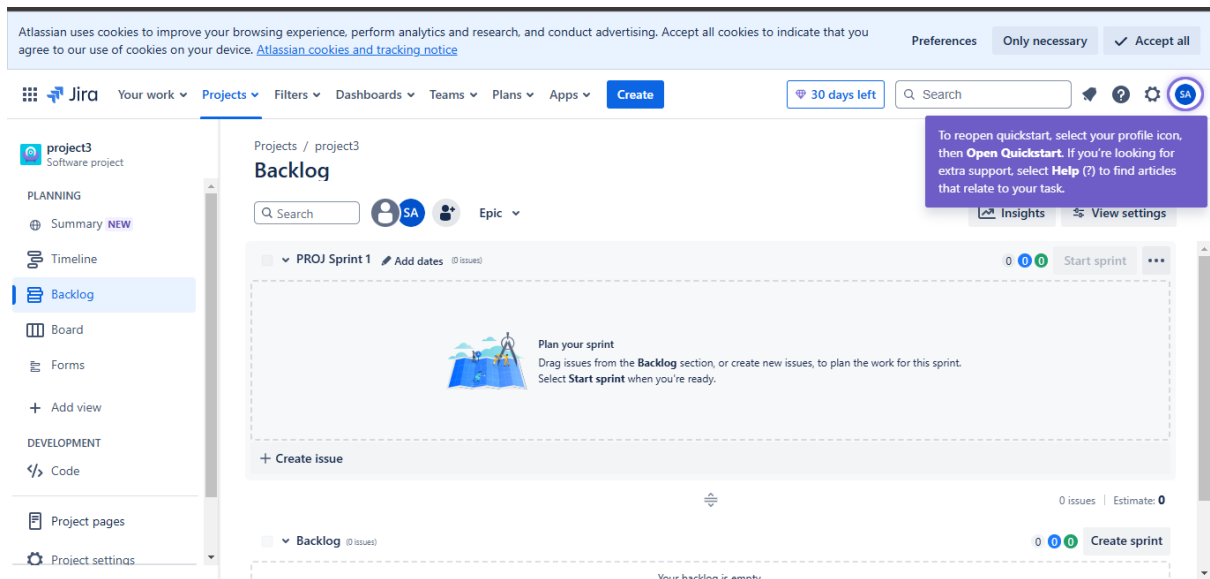 Atlassian uses cookies to improve your browsing experience, perform analytics and research, and conduct advertising. Accept all cookies to indicate that you
agree to our use of cookies on your device. Atlassian cookies and tracking notice
Preferences
Only necessary
Accept all
Jira
Your work
Projects
Filters
Dashboards
Teams
Plans
Apps
Create
30 days left
Search
SA
To reopen quickstart, select your profile icon,
then Open Quickstart. If you're looking for
extra support, select Help (?) to find articles
that relate to your task.
project3
Software project
PLANNING
Summary NEW
Timeline
Backlog
Board
Forms
+ Add view
DEVELOPMENT
Code
Project pages
Project settings
Projects / project3
Backlog
Search
SA
Epic
Insights
View settings
PROJ Sprint 1
Add dates
(0 issues)
0 0 0
Start sprint
Plan your sprint
Drag issues from the Backlog section, or create new issues, to plan the work for this sprint.
Select Start sprint when you're ready.
+ Create issue
0 issues | Estimate: 0
Backlog (0 issues)
0 0 0
Create sprint
Your backlog is empty